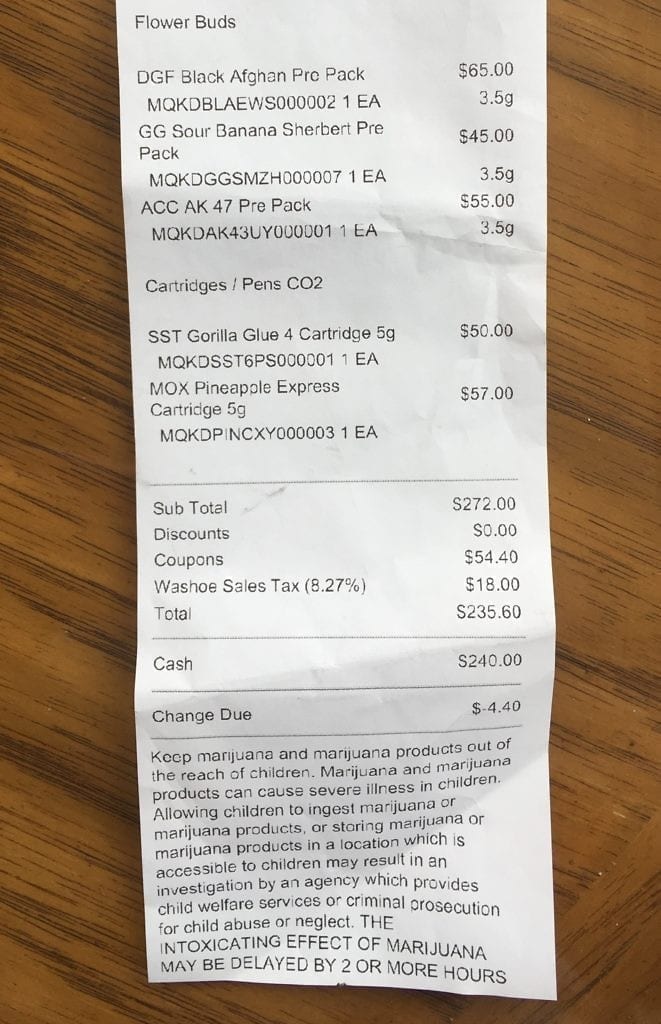 Flower Buds
DGF Black Afghan Pre Pack $65.00
MQKDBLAEWS000002 1 EA 3.5g
GG Sour Banana Sherbert Pre $45.00
Pack
MQKDGGSMZH000007 1 EA 3.5g
ACC AK 47 Pre Pack $55.00
MQKDAK43UY000001 1 EA 3.5g
Cartridges / Pens CO2
SST Gorilla Glue 4 Cartridge 5g $50.00
MQKDSST6PS000001 1 EA
MOX Pineapple Express $57.00
Cartridge 5g
MQKDPINCXY000003 1 EA
Sub Total $272.00
Discounts $0.00
Coupons $54.40
Washoe Sales Tax (8.27%) $18.00
Total $235.60
Cash $240.00
Change Due $-4.40
Keep marijuana and marijuana products out of
the reach of children. Marijuana and marijuana
products can cause severe illness in children.
Allowing children to ingest marijuana or
marijuana products, or storing marijuana or
marijuana products in a location which is
accessible to children may result in an
investigation by an agency which provides
child welfare services or criminal prosecution
for child abuse or neglect. THE
INTOXICATING EFFECT OF MARIJUANA
MAY BE DELAYED BY 2 OR MORE HOURS